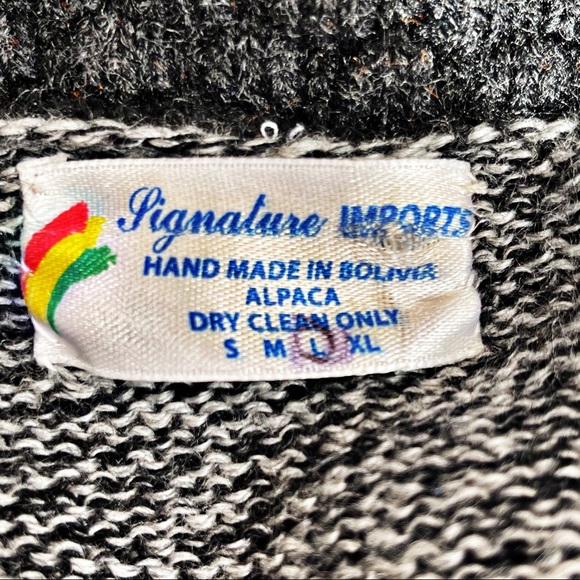 Signature IMPORTS
HAND MADE IN BOLIVIA
ALPACA
DRY CLEAN ONLY
S M L XL